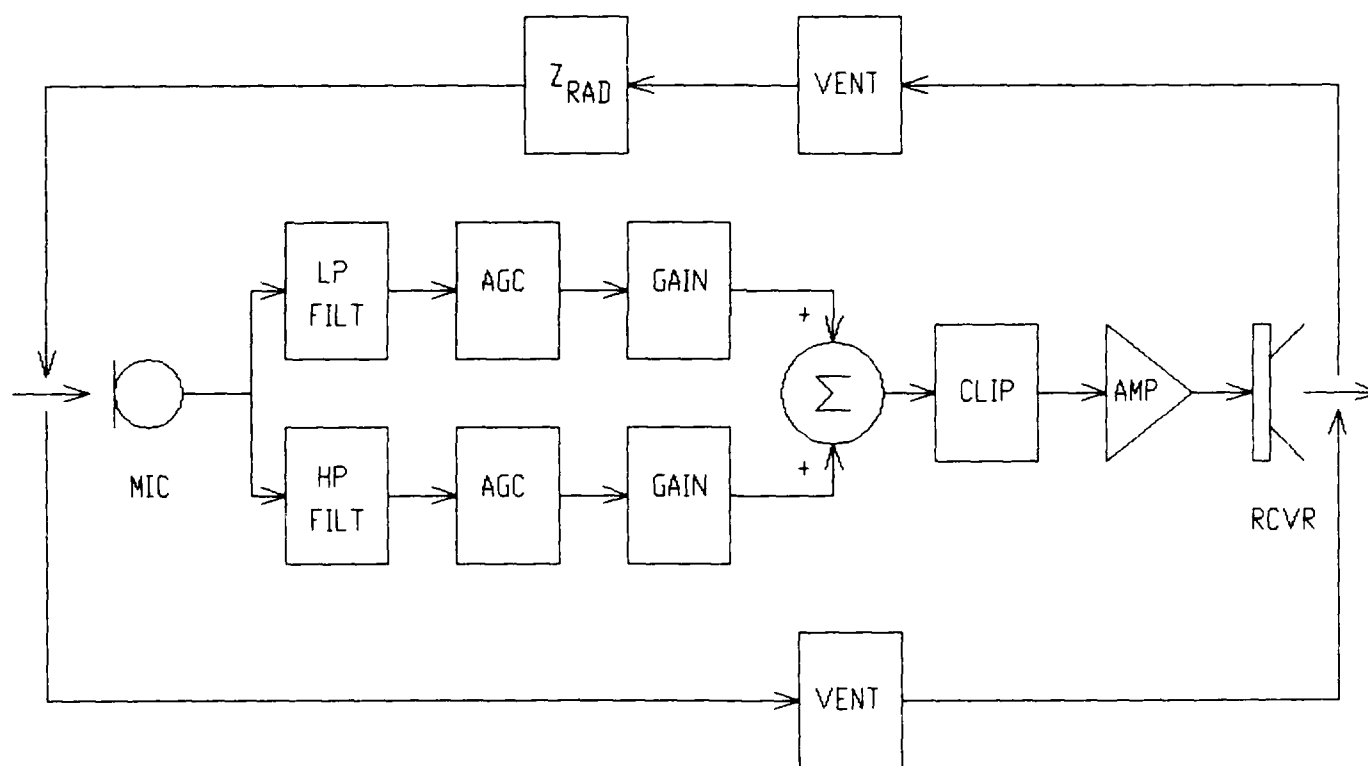 Z RAD
VENT
LP
FILT
AGC
GAIN
+
Σ
CLIP
AMP
MIC
HP
FILT
AGC
GAIN
+
RCVR
VENT